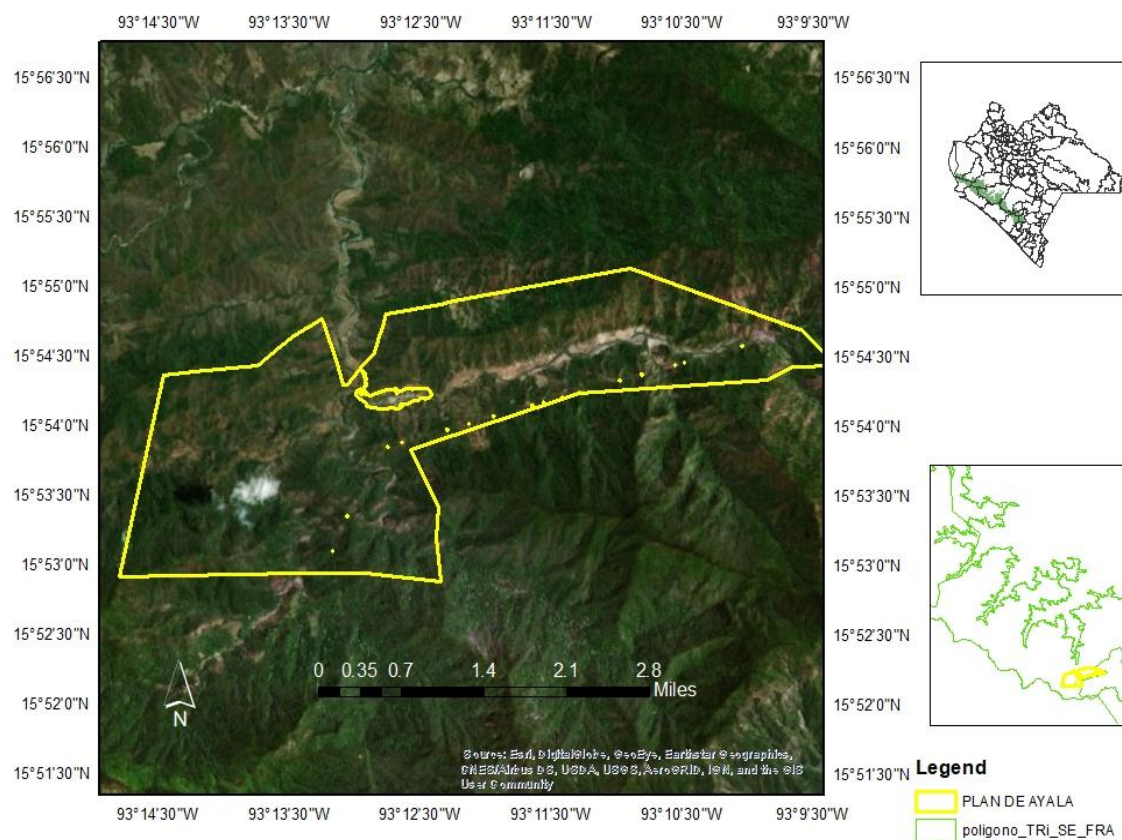 93°14'30"W 93°13'30"W 93°12'30"W 93°11'30"W 93°10'30"W 93°9'30"W
15°56'30"N 15°56'30"N
15°56'0"N 15°56'0"N
15°55'30"N 15°55'30"N
15°55'0"N 15°55'0"N
15°54'30"N 15°54'30"N
15°54'0"N 15°54'0"N
15°53'30"N 15°53'30"N
15°53'0"N 15°53'0"N
15°52'30"N 15°52'30"N
0 0.35 0.7 1.4 2.1 2.8
Miles
N
15°52'0"N 15°52'0"N
Source: Esri, DigitalGlobe, GeoEye, Earthstar Geographics,
CNES/Airbus DS, USDA, USGS, AeroGRID, IGN, and the GIS
User Community
15°51'30"N 15°51'30"N
93°14'30"W 93°13'30"W 93°12'30"W 93°11'30"W 93°10'30"W 93°9'30"W
Legend
PLAN DE AYALA
poligono_TRi_SE_FRA